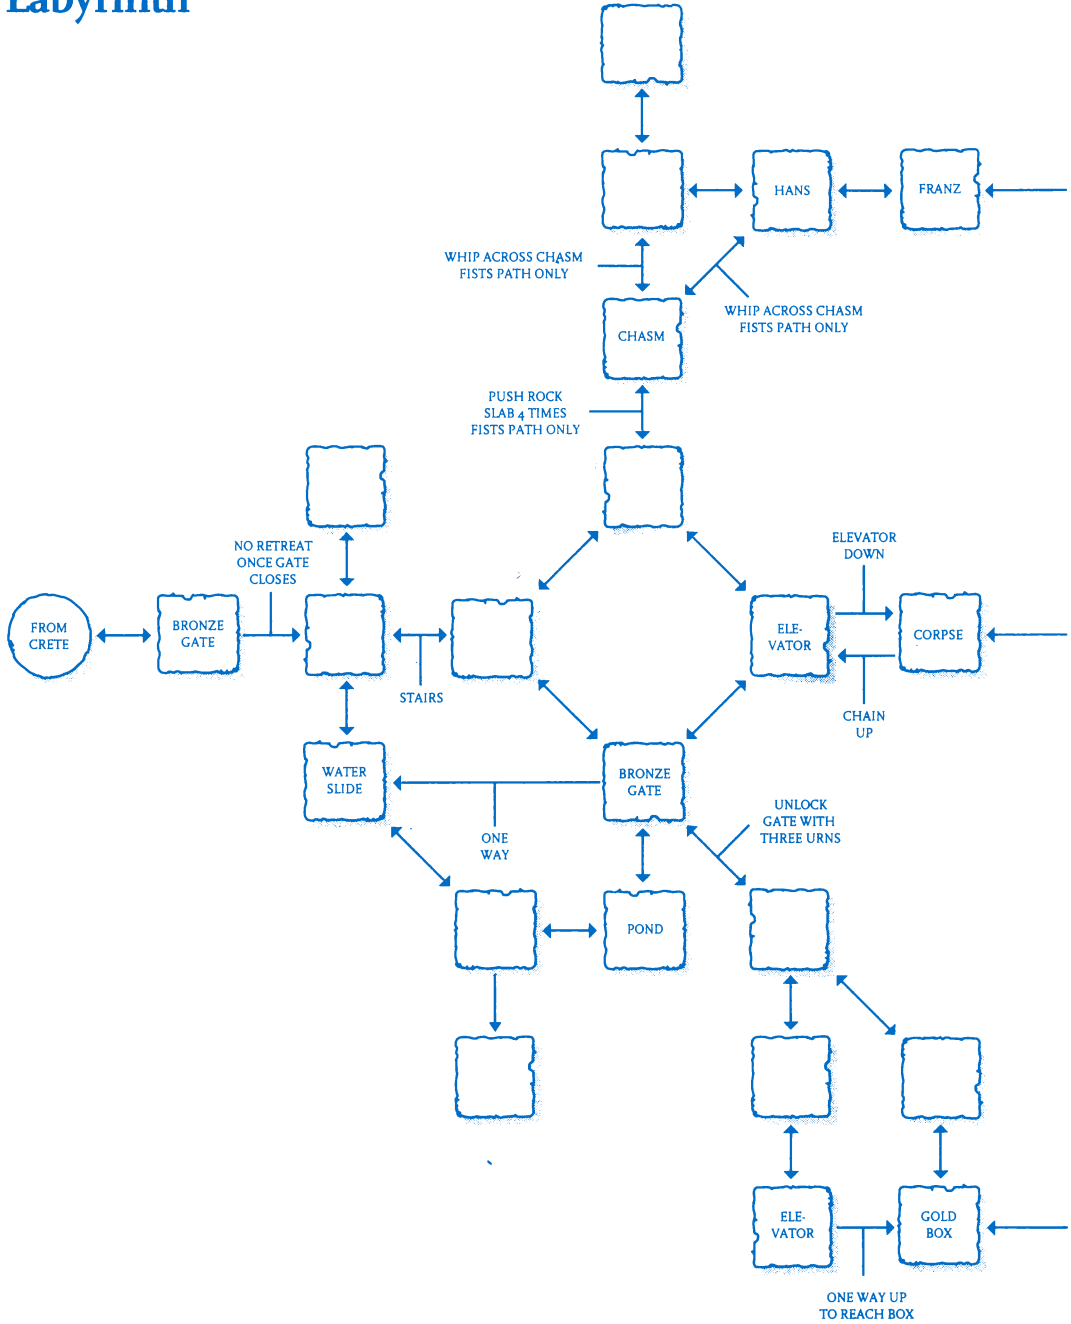 Labyrinth
HANS
FRANZ
WHIP ACROSS CHASM
FISTS PATH ONLY
WHIP ACROSS CHASM
FISTS PATH ONLY
CHASM
PUSH ROCK
SLAB 4 TIMES
FISTS PATH ONLY
NO RETREAT
ONCE GATE
CLOSES
ELEVATOR
DOWN
FROM
CRETE
BRONZE
GATE
ELE-
VATOR
CORPSE
STAIRS
CHAIN
UP
WATER
SLIDE
BRONZE
GATE
ONE
WAY
UNLOCK
GATE WITH
THREE URNS
POND
ELE-
VATOR
GOLD
BOX
ONE WAY UP
TO REACH BOX